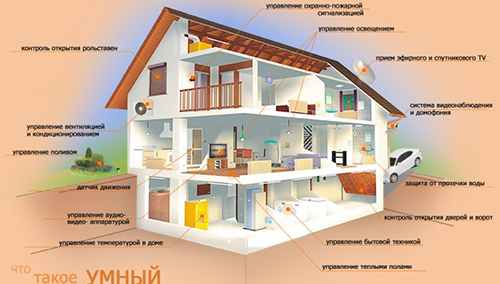 управление охранно-пожарной
сигнализацией
управление освещением
контроль открытия рольставен
прием эфирного и спутникового TV
система видеонаблюдения
и домофония
управление вентиляцией
и кондиционированием
управление поливом
датчик движения
защита от протечки воды
управление аудио-
видео- аппаратурой
контроль открытия дверей и ворот
управление температурой в доме
управление бытовой техникой
управление теплыми полами
что
такое УМНЫЙ